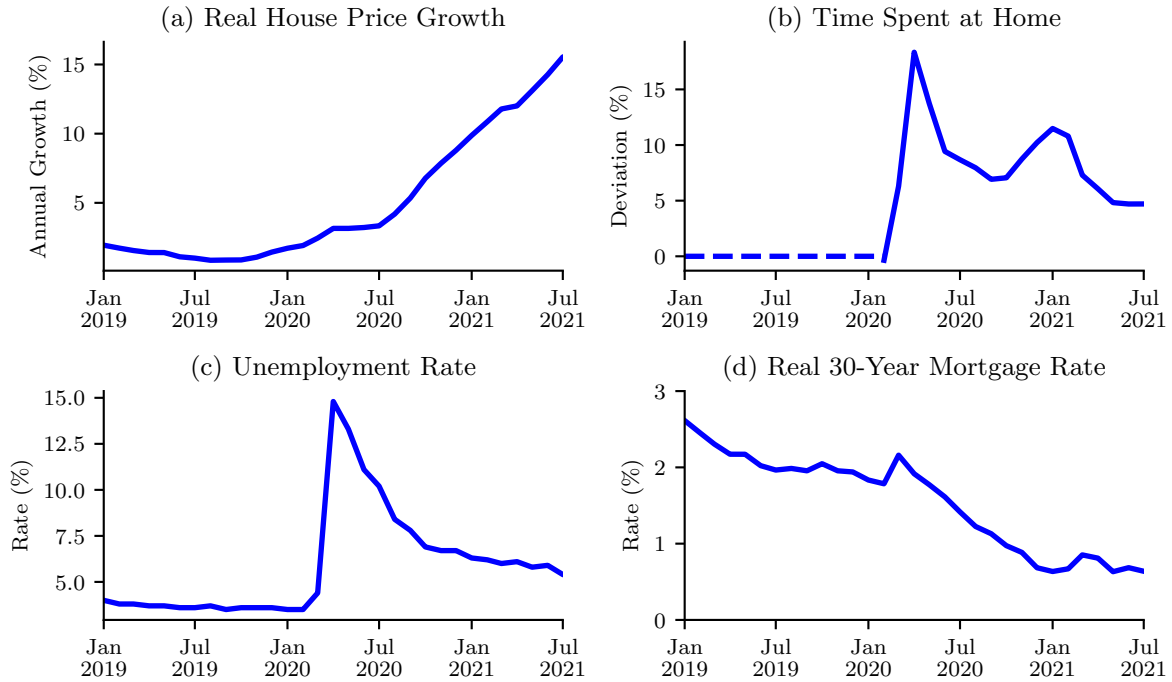 (a) Real House Price Growth
Annual Growth (%)
15
10
5
Jan
2019
Jul
2019
Jan
2020
Jul
2020
Jan
2021
Jul
2021
(b) Time Spent at Home
Deviation (%)
15
10
5
0
Jan
2019
Jul
2019
Jan
2020
Jul
2020
Jan
2021
Jul
2021
(c) Unemployment Rate
Rate (%)
15.0
12.5
10.0
7.5
5.0
Jan
2019
Jul
2019
Jan
2020
Jul
2020
Jan
2021
Jul
2021
(d) Real 30-Year Mortgage Rate
Rate (%)
3
2
1
0
Jan
2019
Jul
2019
Jan
2020
Jul
2020
Jan
2021
Jul
2021